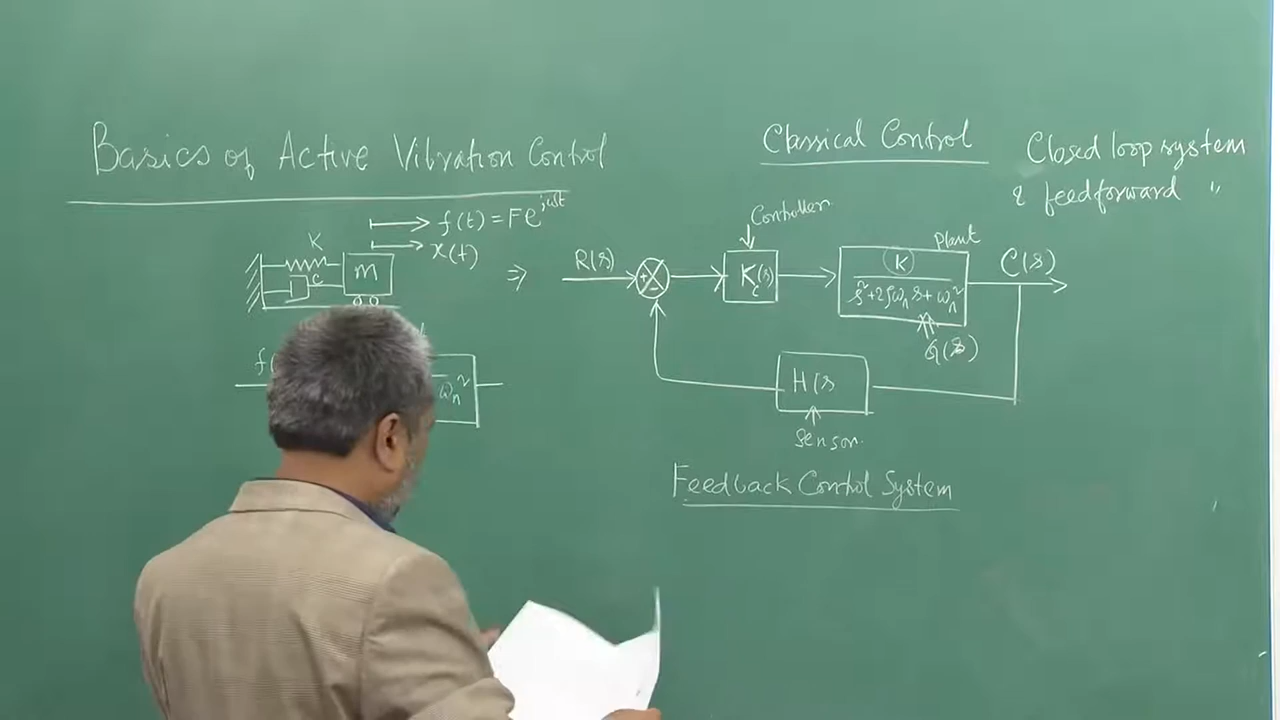 Basics of Active Vibration Control
Classical Control
Closed loop system
& feedforward "
f(t) = Fe^{jωt}
x(t)
K
C
m
⇒
R(s)
+
-
Controller
K_c(s)
Plant
K
s²+2ζω_n s+ω_n²
C(s)
G(s)
H(s
Sensor
f(
ω_n²
Feedback Control System